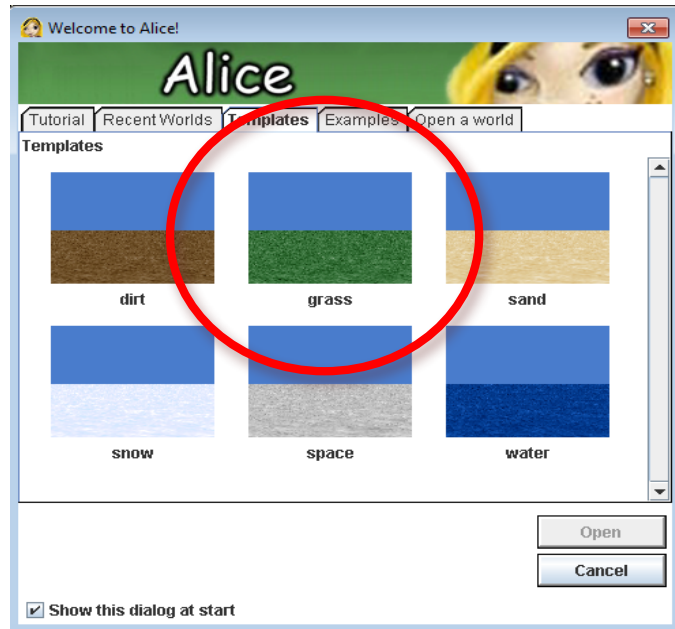 Welcome to Alice!
Alice
Tutorial Recent Worlds Templates Examples Open a world
Templates
dirt grass sand
snow space water
Open
Cancel
Show this dialog at start